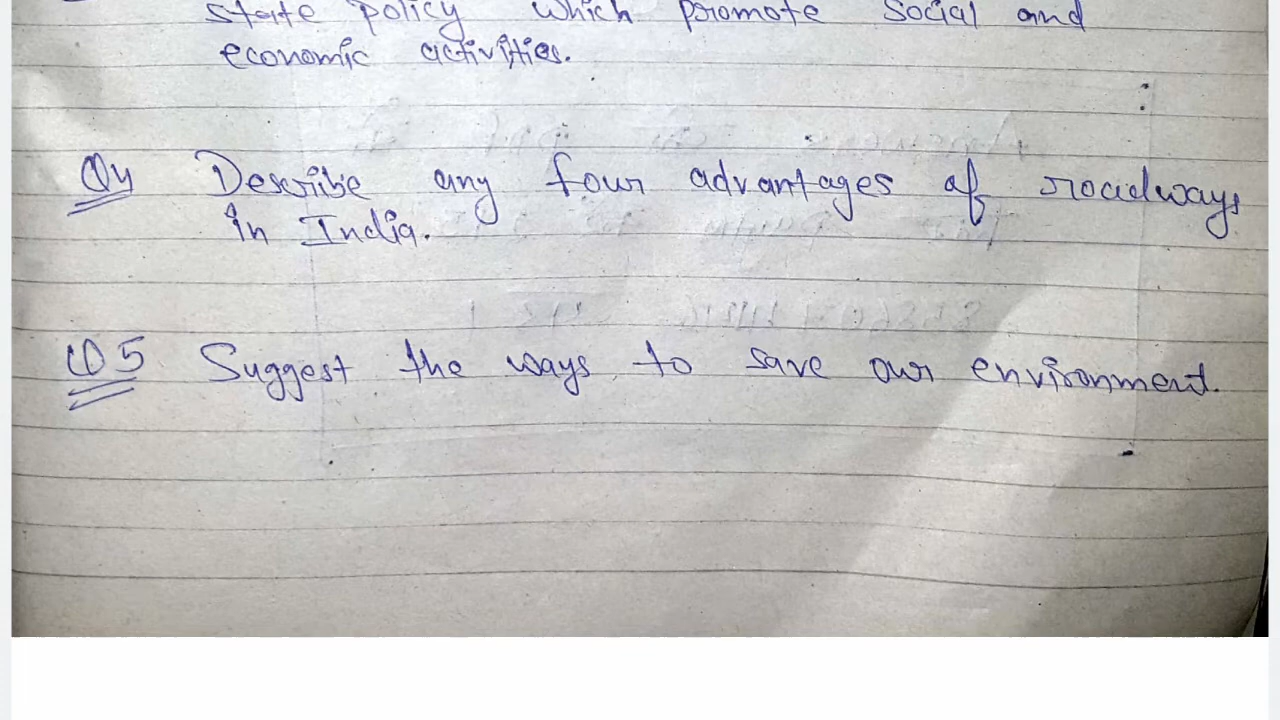 state policy which promote social and
economic activities.
Q4 Describe any four advantages of roadways
in India.
Q5 Suggest the ways to save our environment.